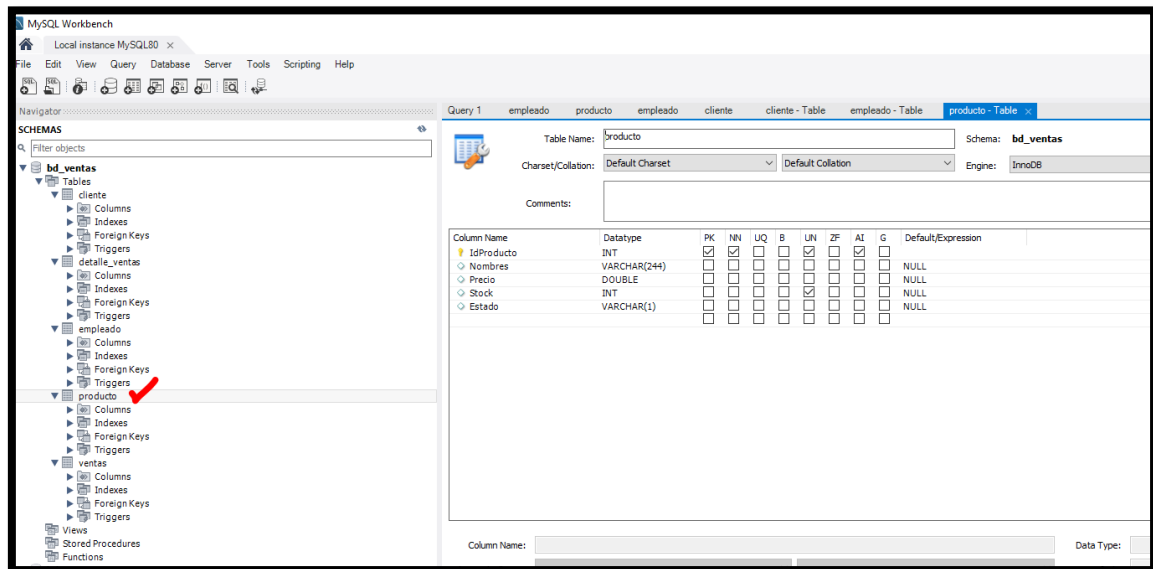 MySQL Workbench
Local instance MySQL80
File Edit View Query Database Server Tools Scripting Help
Navigator
SCHEMAS
Filter objects
bd_ventas
Tables
cliente
Columns
Indexes
Foreign Keys
Triggers
detalle_ventas
Columns
Indexes
Foreign Keys
Triggers
empleado
Columns
Indexes
Foreign Keys
Triggers
producto
Columns
Indexes
Foreign Keys
Triggers
ventas
Columns
Indexes
Foreign Keys
Triggers
Views
Stored Procedures
Functions
Query 1 empleado producto empleado cliente cliente - Table empleado - Table producto - Table
Table Name: producto Schema: bd_ventas
Charset/Collation: Default Charset Default Collation Engine: InnoDB
Comments:
Column Name Datatype PK NN UQ B UN ZF AI G Default/Expression
IdProducto INT
Nombres VARCHAR(244) NULL
Precio DOUBLE NULL
Stock INT NULL
Estado VARCHAR(1) NULL
Column Name: Data Type: